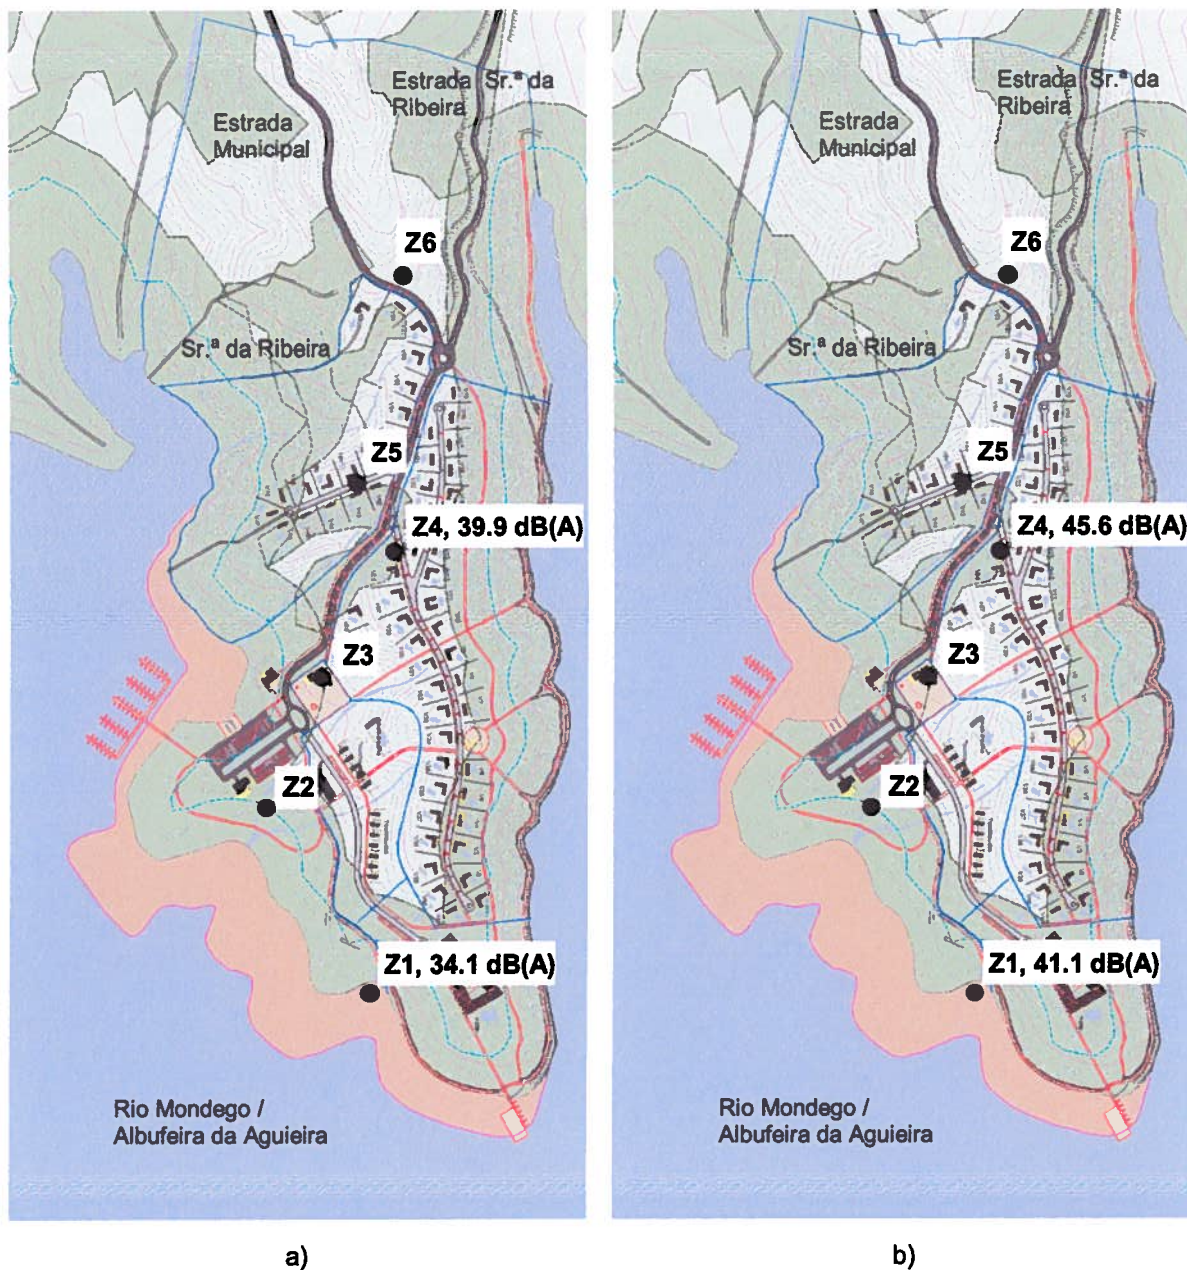 Estrada Sr.ª da
Ribeira
Estrada
Municipal
Z6
Sr.ª da Ribeira
Z5
Z4, 39.9 dB(A)
Z3
Z2
Z1, 34.1 dB(A)
Rio Mondego /
Albufeira da Aguieira
a)
Estrada Sr.ª da
Ribeira
Estrada
Municipal
Z6
Sr.ª da Ribeira
Z5
Z4, 45.6 dB(A)
Z3
Z2
Z1, 41.1 dB(A)
Rio Mondego /
Albufeira da Aguieira
b)